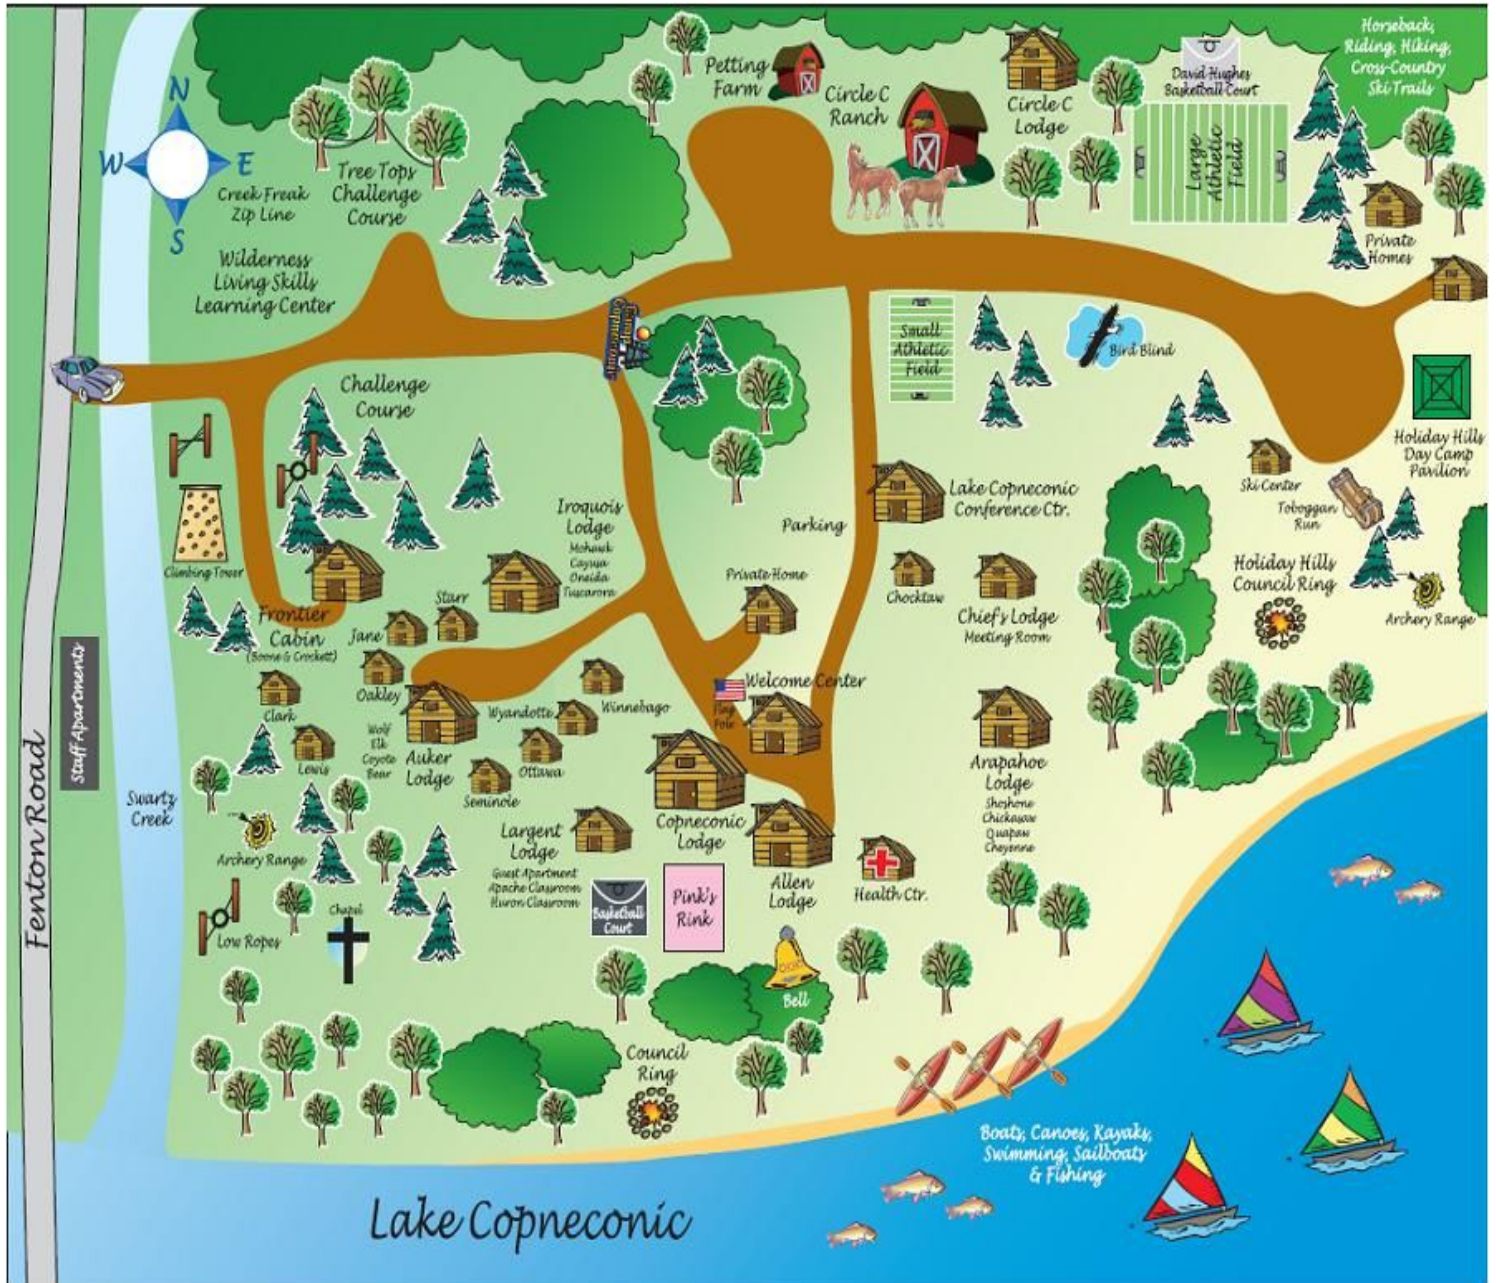 Horseback,
Riding, Hiking,
Cross-Country
Ski Trails
Petting
Farm
Circle C
Ranch
Circle C
Lodge
David Hughes
Basketball Court
Large
Athletic
Field
Private
Homes
N
W
E
S
Creek Freak
Zip Line
Tree Tops
Challenge
Course
Wilderness
Living Skills
Learning Center
Camp
Copneconic
Small
Athletic
Field
Bird Blind
Challenge
Course
Holiday Hills
Day Camp
Pavilion
Ski Center
Toboggan
Run
Lake Copneconic
Conference Ctr.
Parking
Iroquois
Lodge
Mohawk
Cayusa
Oneida
Tuscarora
Climbing Tower
Private Home
Chocktaw
Chief's Lodge
Meeting Room
Holiday Hills
Council Ring
Archery Range
Frontier
Cabin
(Boone & Crockett)
Jane
Starr
Oakley
Clark
Lewis
Wolf
Elk
Coyote
Bear
Auker
Lodge
Wyandotte
Winnebago
Ottawa
Seminole
Flag
Pole
Welcome Center
Arapahoe
Lodge
Shoshone
Chickasaw
Quapaw
Cheyenne
Staff Apartments
Fenton Road
Swartz
Creek
Archery Range
Low Ropes
Chapel
Largent
Lodge
Guest Apartment
Apache Classroom
Huron Classroom
Copneconic
Lodge
Basketball
Court
Pink's
Rink
Allen
Lodge
Health Ctr.
Bell
Council
Ring
Boats, Canoes, Kayaks,
Swimming, Sailboats
& Fishing
Lake Copneconic